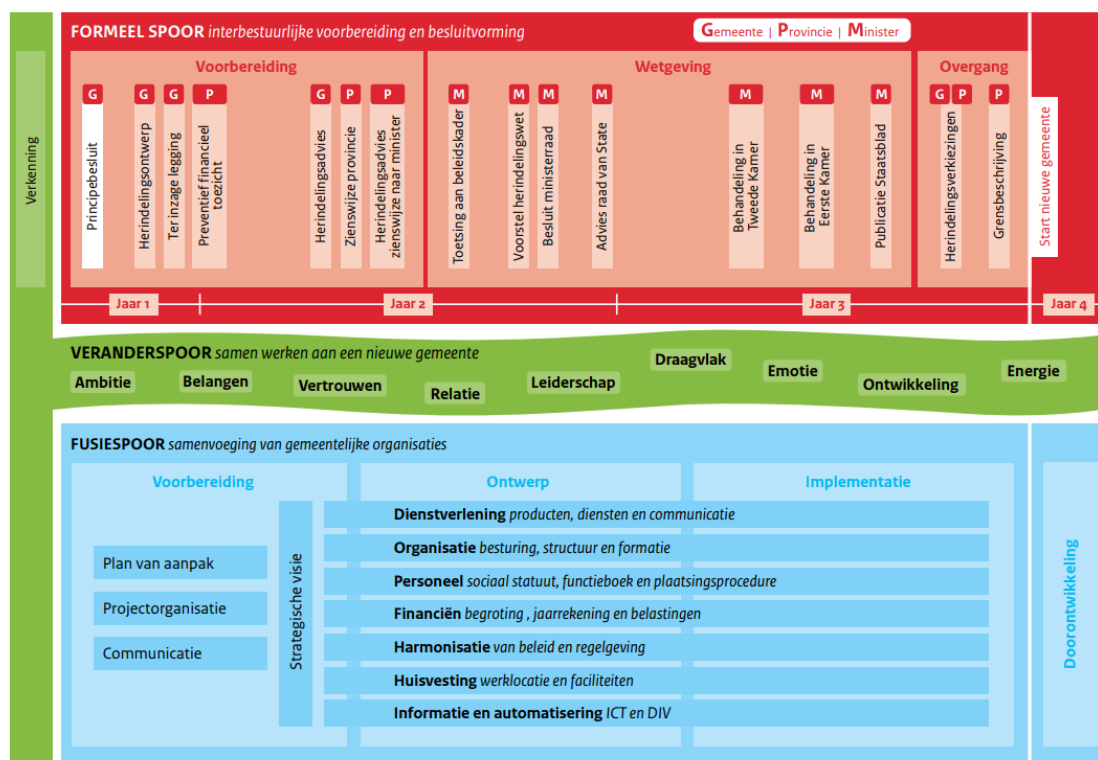 FORMEEL SPOOR interbestuurlijke voorbereiding en besluitvorming
Gemeente | Provincie | Minister
Verkenning
Voorbereiding
Wetgeving
Overgang
G
G
G
P
G
P
P
M
M
M
M
M
M
M
G
P
P
Principebesluit
Herindelingsontwerp
Ter inzage legging
Preventief financieel
toezicht
Herindelingsadvies
Zienswijze provincie
Herindelingsadvies
zienswijze naar minister
Toetsing aan beleidskader
Voorstel herindelingswet
Besluit ministerraad
Advies raad van State
Behandeling in
Tweede Kamer
Behandeling in
Eerste Kamer
Publicatie Staatsblad
Herindelingsverkiezingen
Grensbeschrijving
Start nieuwe gemeente
Jaar 1
Jaar 2
Jaar 3
Jaar 4
VERANDERSPOOR samen werken aan een nieuwe gemeente
Ambitie
Belangen
Vertrouwen
Relatie
Leiderschap
Draagvlak
Emotie
Ontwikkeling
Energie
FUSIESPOOR samenvoeging van gemeentelijke organisaties
Voorbereiding
Ontwerp
Implementatie
Plan van aanpak
Projectorganisatie
Communicatie
Strategische visie
Dienstverlening producten, diensten en communicatie
Organisatie besturing, structuur en formatie
Personeel sociaal statuut, functieboek en plaatsingsprocedure
Financiën begroting , jaarrekening en belastingen
Harmonisatie van beleid en regelgeving
Huisvesting werklocatie en faciliteiten
Informatie en automatisering ICT en DIV
Doorontwikkeling